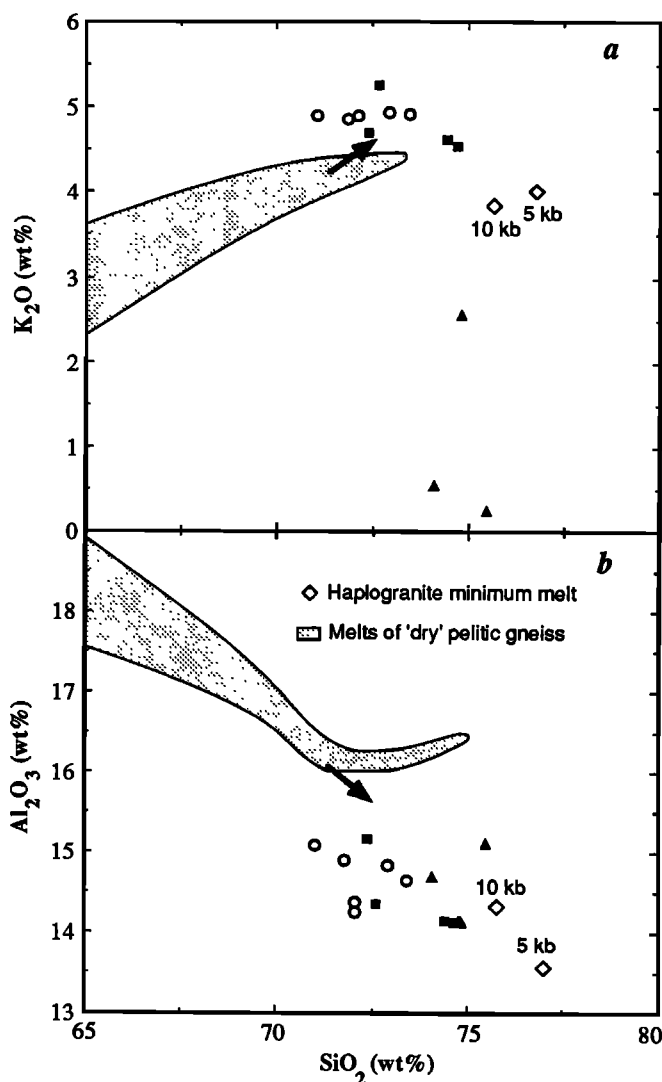 6
a
5
4
10 kb
5 kb
3
2
1
0
K₂O (wt%)
b
◇ Haplogranite minimum melt
Melts of 'dry' pelitic gneiss
18
17
16
15
14
13
10 kb
5 kb
Al₂O₃ (wt%)
65
70
75
80
SiO₂ (wt%)